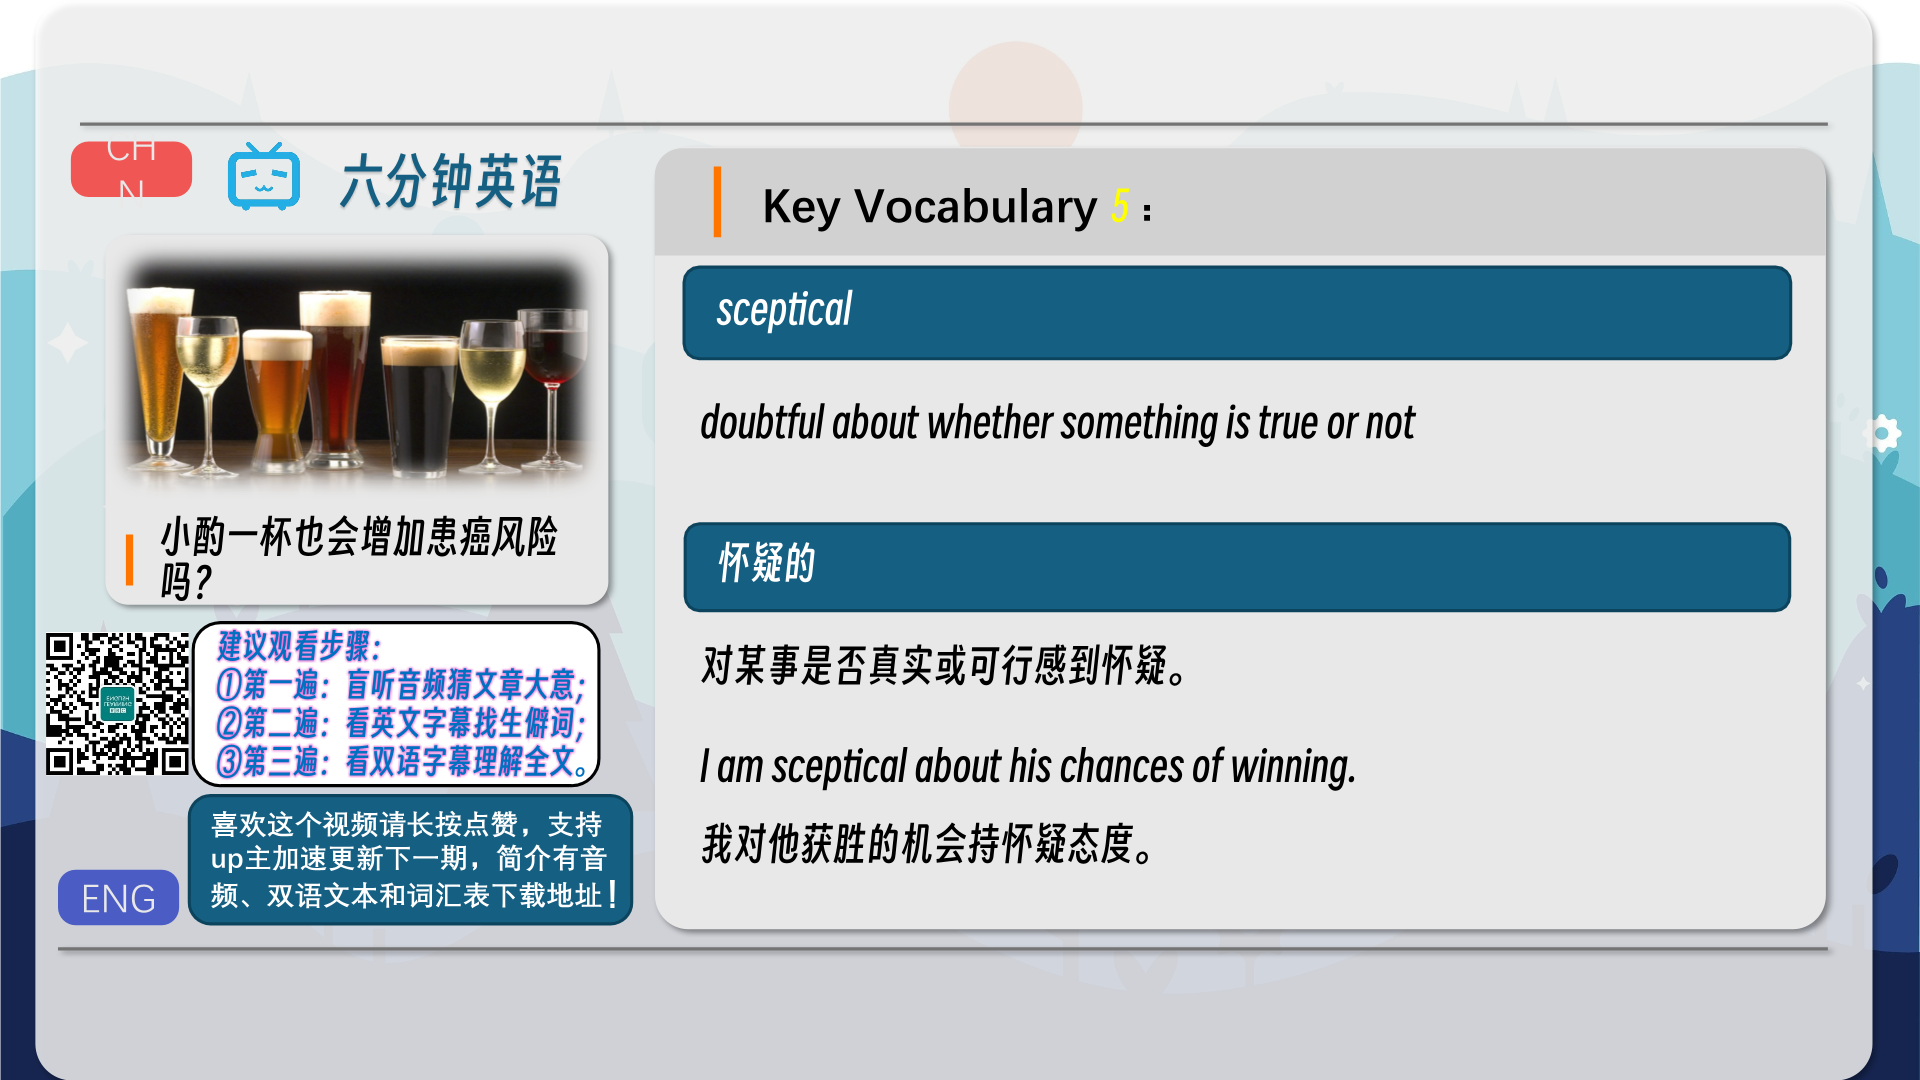 CH
N
六分钟英语
小酌一杯也会增加患癌风险
吗?
建议观看步骤：
①第一遍：盲听音频猜文章大意；
②第二遍：看英文字幕找生僻词；
③第三遍：看双语字幕理解全文。
喜欢这个视频请长按点赞，支持
up主加速更新下一期，简介有音
频、双语文本和词汇表下载地址！
ENG
Key Vocabulary 5：
sceptical
doubtful about whether something is true or not
怀疑的
对某事是否真实或可行感到怀疑。
I am sceptical about his chances of winning.
我对他获胜的机会持怀疑态度。